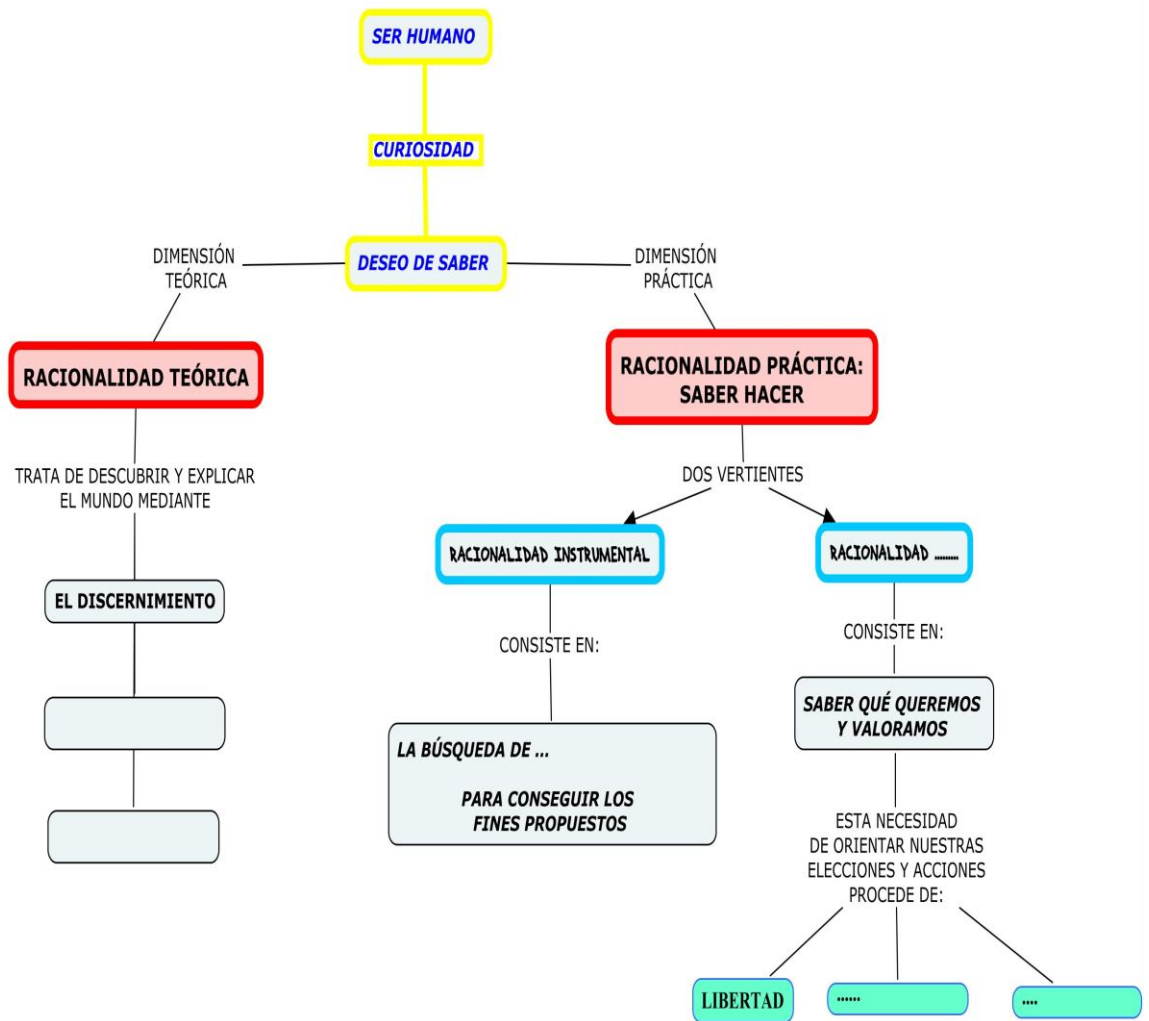 SER HUMANO
CURIOSIDAD
DESEO DE SABER
DIMENSIÓN
TEÓRICA
DIMENSIÓN
PRÁCTICA
RACIONALIDAD TEÓRICA
RACIONALIDAD PRÁCTICA:
SABER HACER
TRATA DE DESCUBRIR Y EXPLICAR
EL MUNDO MEDIANTE
DOS VERTIENTES
RACIONALIDAD INSTRUMENTAL
RACIONALIDAD .........
EL DISCERNIMIENTO
CONSISTE EN:
CONSISTE EN:
LA BÚSQUEDA DE ...
PARA CONSEGUIR LOS
FINES PROPUESTOS
SABER QUÉ QUEREMOS
Y VALORAMOS
ESTA NECESIDAD
DE ORIENTAR NUESTRAS
ELECCIONES Y ACCIONES
PROCEDE DE:
LIBERTAD
......
....